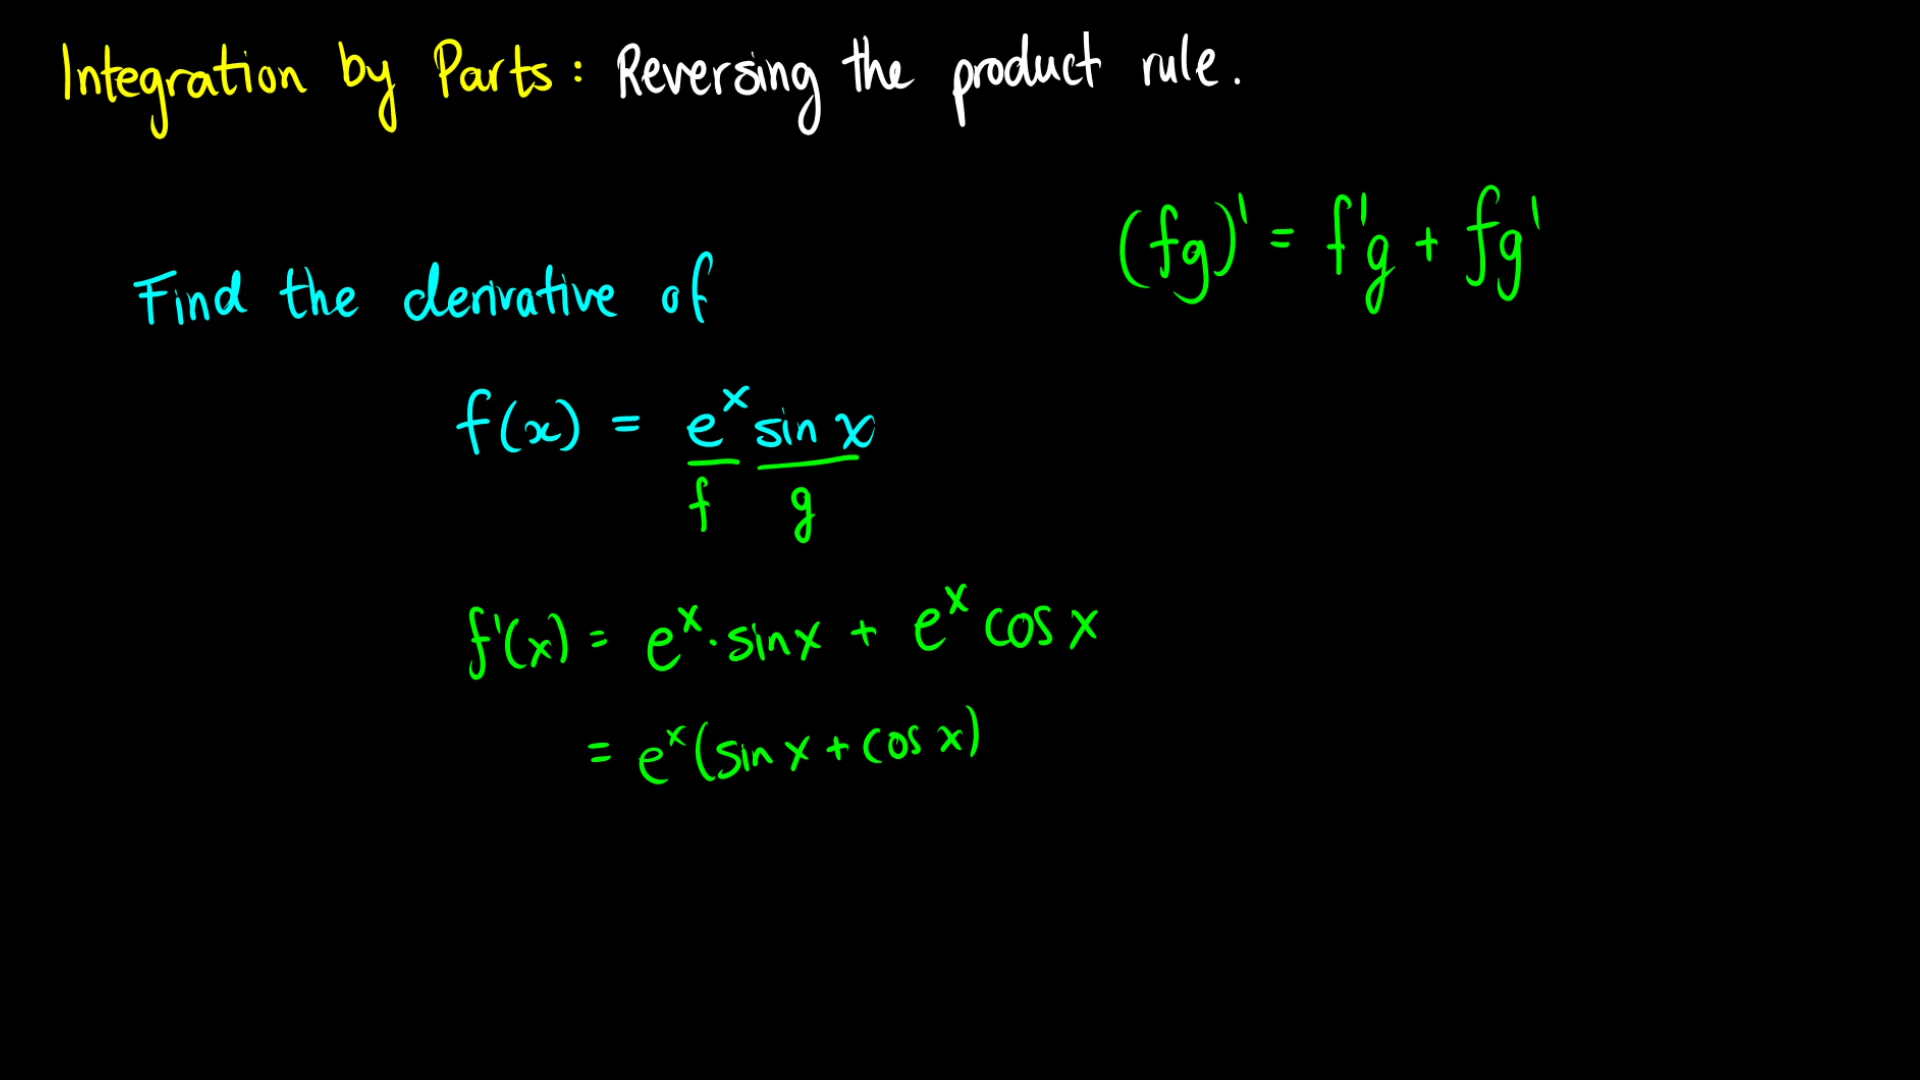 Integration by Parts: Reversing the product rule.
(fg)' = f'g + fg'
Find the derivative of
f(x) = e^x sin x
f g
f'(x) = e^x · sin x + e^x cos x
= e^x (sin x + cos x)